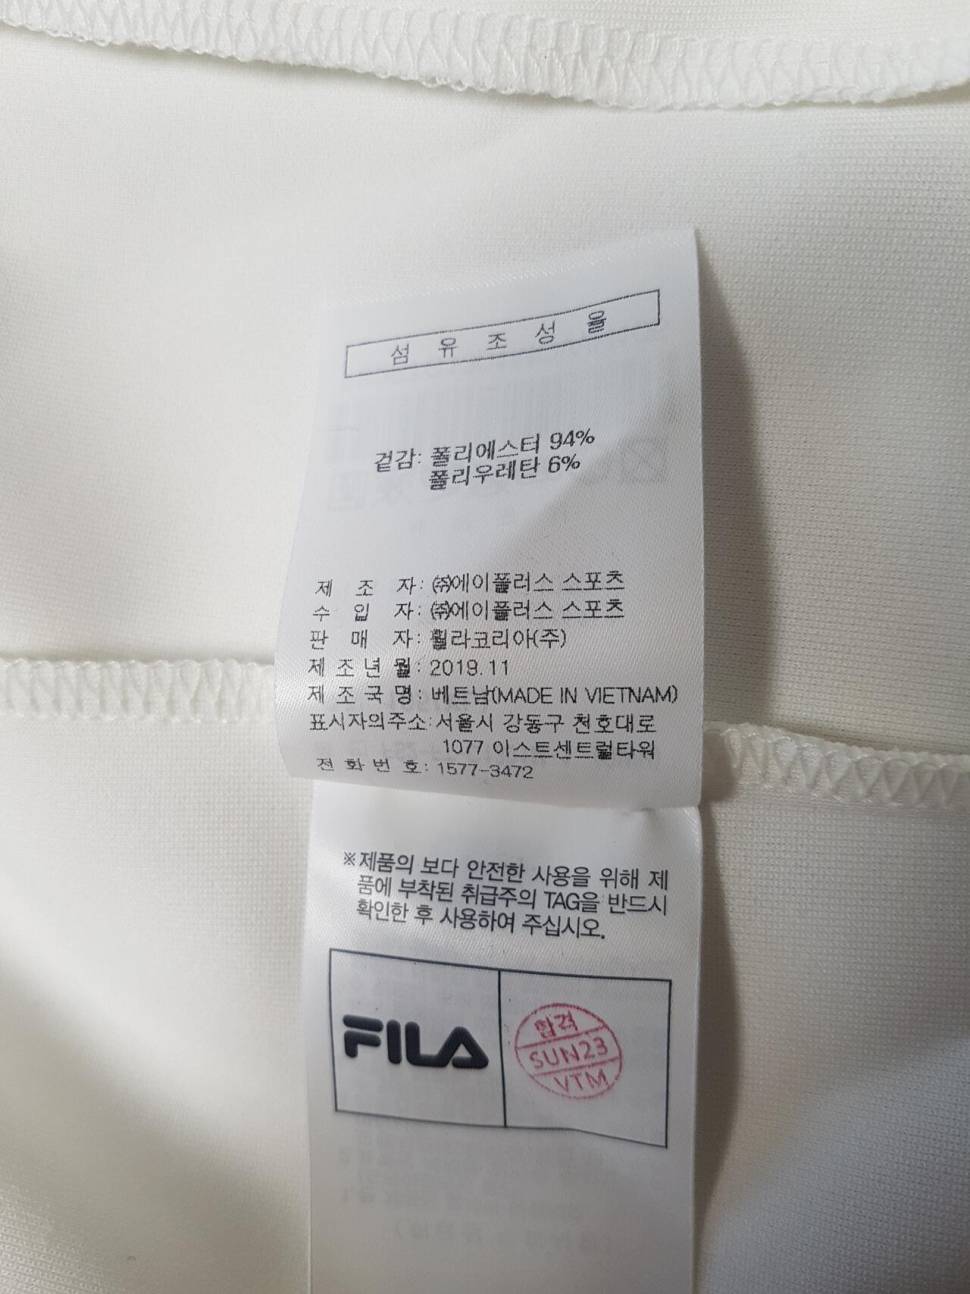 섬 유 조 성 율
겉감: 폴리에스터 94%
폴리우레탄 6%
제 조 자: ㈜에이플러스 스포츠
수 입 자: ㈜에이플러스 스포츠
판 매 자: 휠라코리아(주)
제 조 년 월: 2019.11
제 조 국 명: 베트남(MADE IN VIETNAM)
표시자의주소: 서울시 강동구 천호대로
1077 이스트센트럴타워
전 화 번 호: 1577-3472
※제품의 보다 안전한 사용을 위해 제
품에 부착된 취급주의 TAG을 반드시
확인한 후 사용하여 주십시오.
FILA
합격
SUN23
VTM